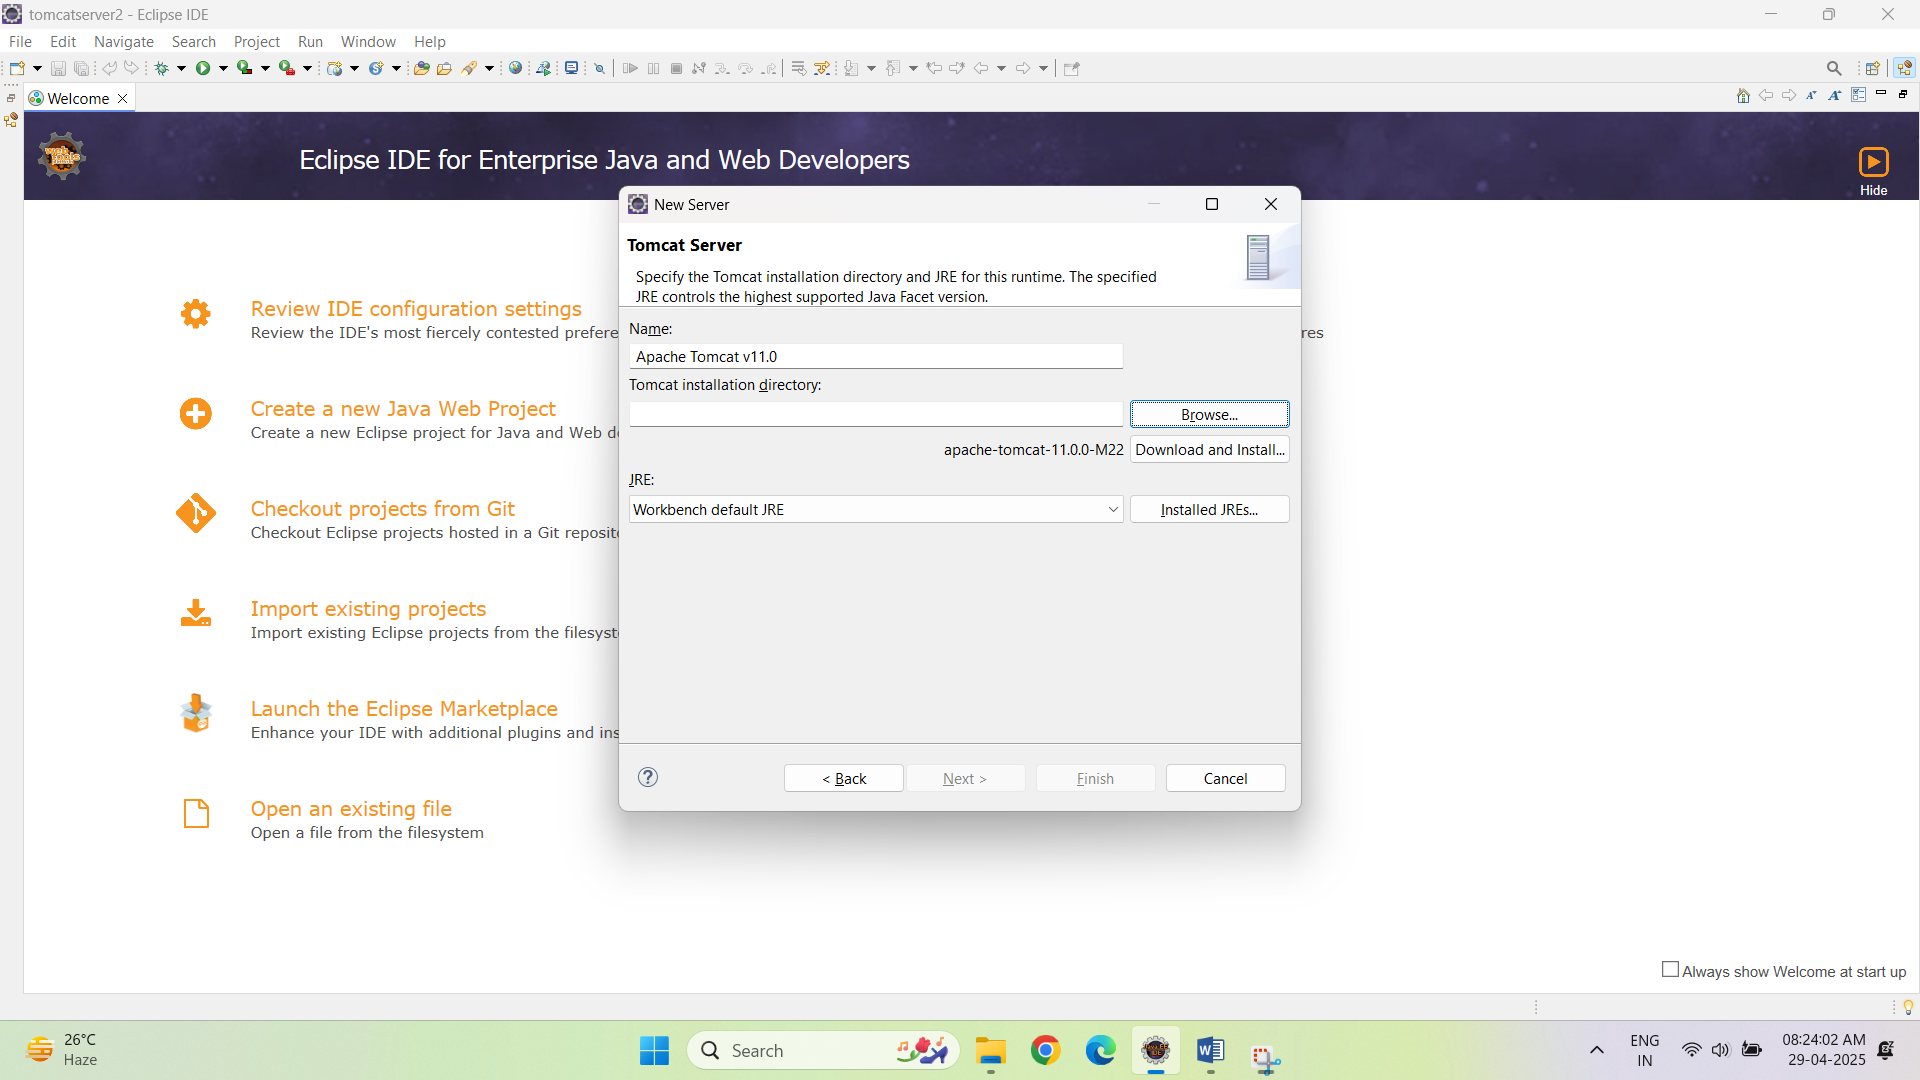 tomcatserver2 - Eclipse IDE
File Edit Navigate Search Project Run Window Help
Welcome
Eclipse IDE for Enterprise Java and Web Developers
Hide
Review IDE configuration settings
Review the IDE's most fiercely contested prefere
res
Create a new Java Web Project
Create a new Eclipse project for Java and Web de
Checkout projects from Git
Checkout Eclipse projects hosted in a Git reposito
Import existing projects
Import existing Eclipse projects from the filesyste
Launch the Eclipse Marketplace
Enhance your IDE with additional plugins and ins
Open an existing file
Open a file from the filesystem
New Server
Tomcat Server
Specify the Tomcat installation directory and JRE for this runtime. The specified
JRE controls the highest supported Java Facet version.
Name:
Apache Tomcat v11.0
Tomcat installation directory:
Browse...
apache-tomcat-11.0.0-M22 Download and Install...
JRE:
Workbench default JRE Installed JREs...
< Back Next > Finish Cancel
Always show Welcome at start up
26°C
Haze
Search
ENG
IN
08:24:02 AM
29-04-2025